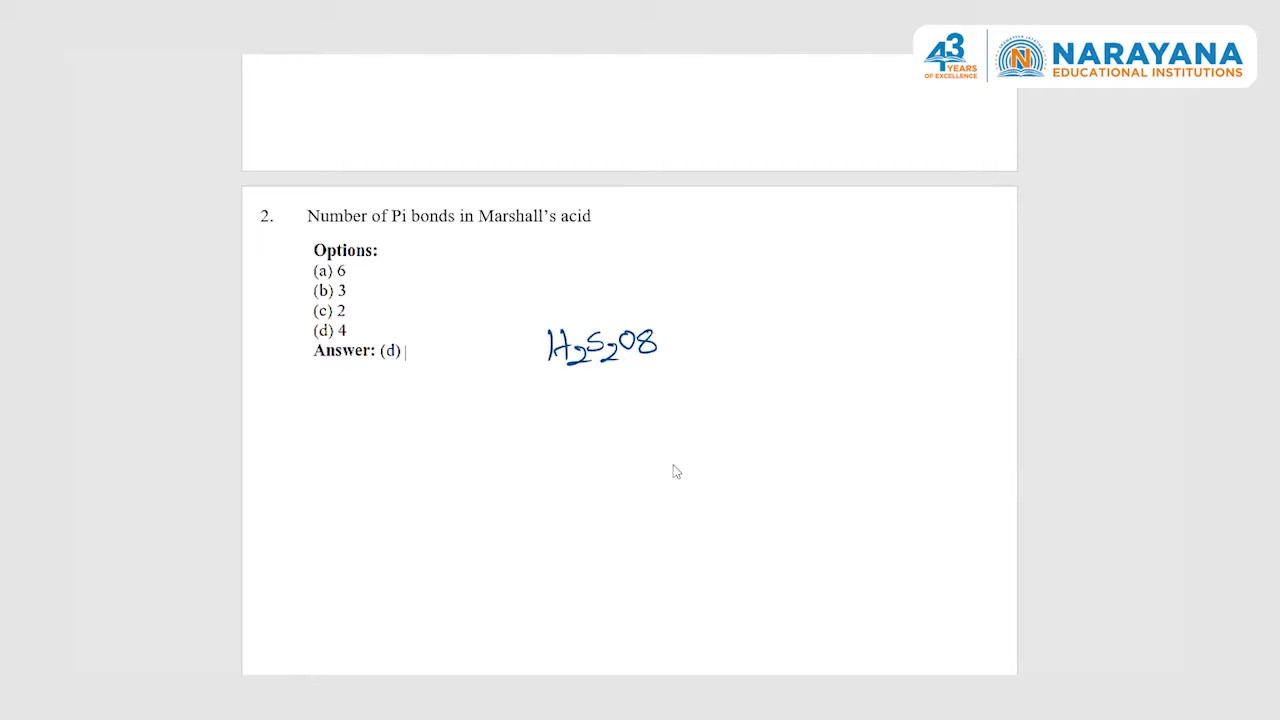 43
YEARS
OF EXCELLENCE
N
NARAYANA
EDUCATIONAL INSTITUTIONS
2. Number of Pi bonds in Marshall’s acid
Options:
(a) 6
(b) 3
(c) 2
(d) 4
Answer: (d)
H2S2O8